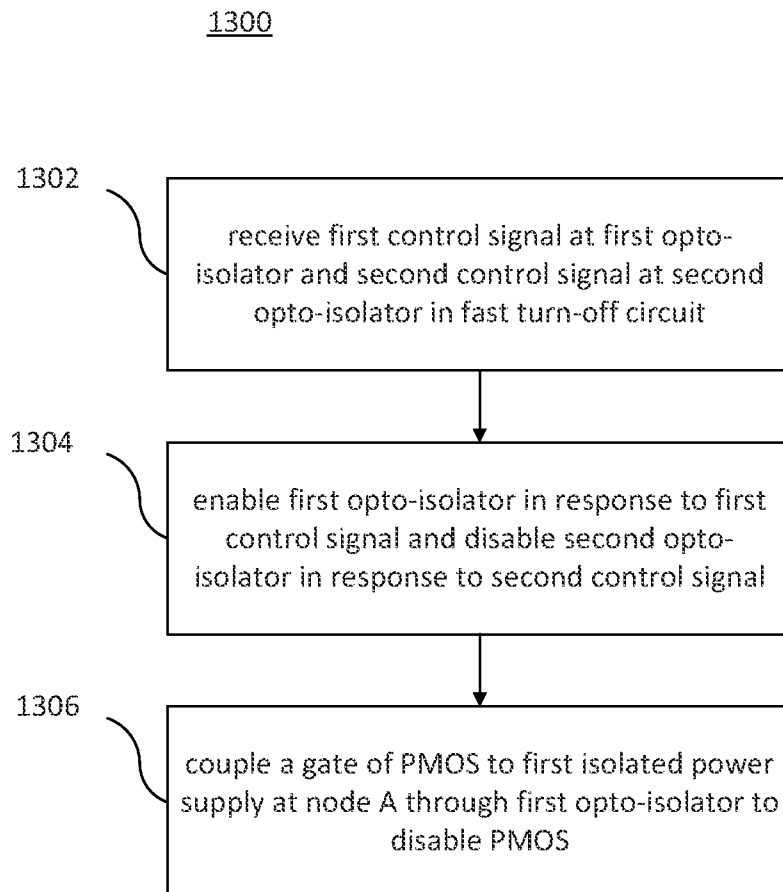 1300
1302
receive first control signal at first opto-
isolator and second control signal at second
opto-isolator in fast turn-off circuit
1304
enable first opto-isolator in response to first
control signal and disable second opto-
isolator in response to second control signal
1306
couple a gate of PMOS to first isolated power
supply at node A through first opto-isolator to
disable PMOS